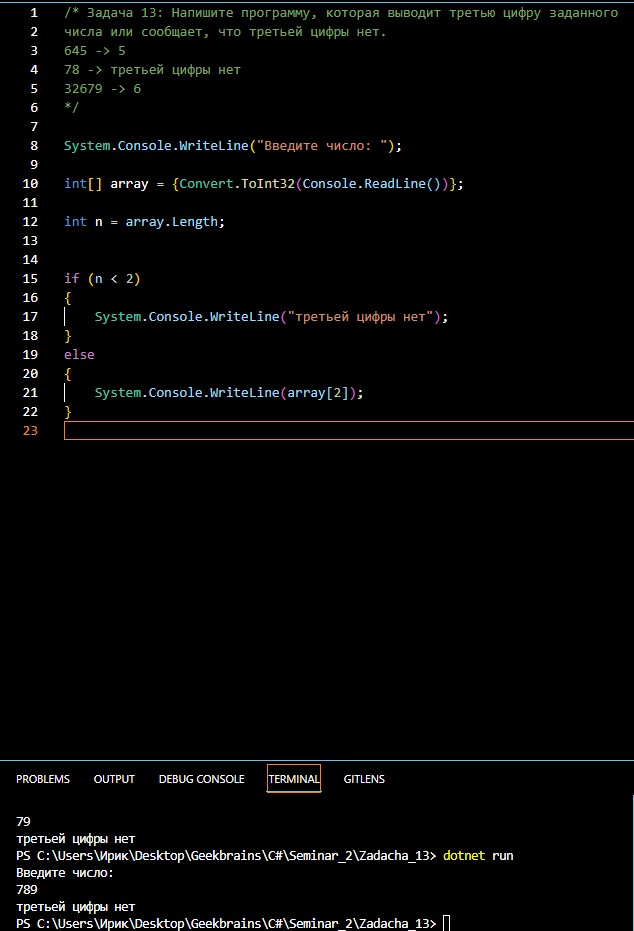 1 /* Задача 13: Напишите программу, которая выводит третью цифру заданного
2 числа или сообщает, что третьей цифры нет.
3 645 -> 5
4 78 -> третьей цифры нет
5 32679 -> 6
6 */
7
8 System.Console.WriteLine("Введите число: ");
9
10 int[] array = {Convert.ToInt32(Console.ReadLine())};
11
12 int n = array.Length;
13
14
15 if (n < 2)
16 {
17 System.Console.WriteLine("третьей цифры нет");
18 }
19 else
20 {
21 System.Console.WriteLine(array[2]);
22 }
23
PROBLEMS OUTPUT DEBUG CONSOLE TERMINAL GITLENS
79
третьей цифры нет
PS C:\Users\Ирик\Desktop\Geekbrains\C#\Seminar_2\Zadacha_13> dotnet run
Введите число:
789
третьей цифры нет
PS C:\Users\Ирик\Desktop\Geekbrains\C#\Seminar_2\Zadacha_13>